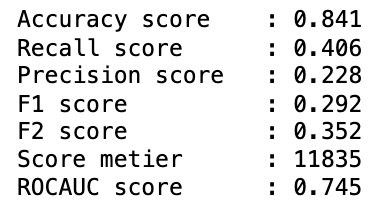 Accuracy score : 0.841
Recall score : 0.406
Precision score : 0.228
F1 score : 0.292
F2 score : 0.352
Score metier : 11835
ROCAUC score : 0.745